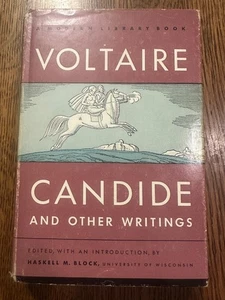 A MODERN LIBRARY BOOK
VOLTAIRE
CANDIDE
AND OTHER WRITINGS
EDITED, WITH AN INTRODUCTION, BY
HASKELL M. BLOCK, UNIVERSITY OF WISCONSIN